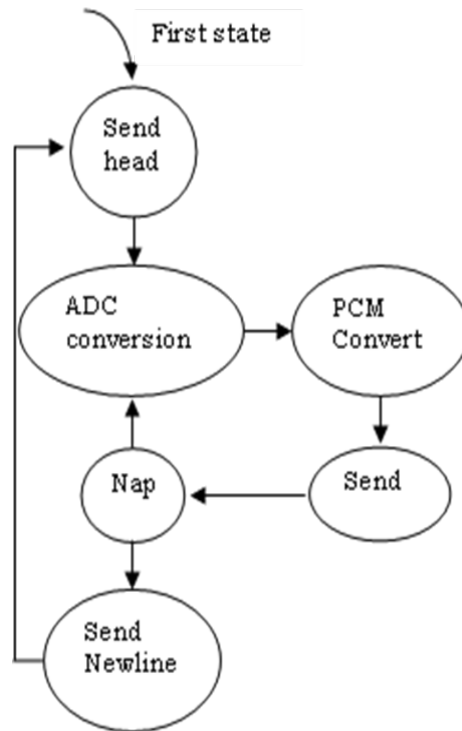 First state
Send
head
ADC
conversion
PCM
Convert
Nap
Send
Send
Newline